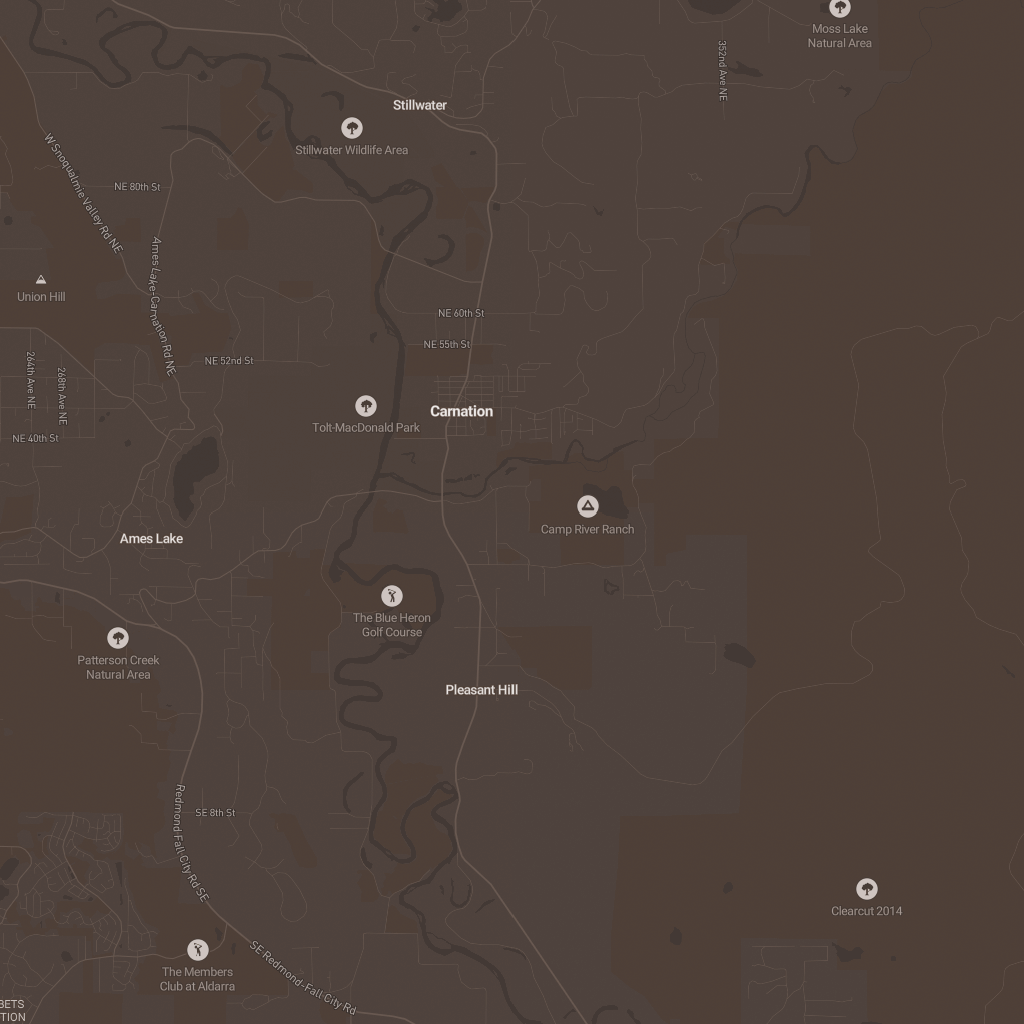 Moss Lake
Natural Area
352nd Ave NE
Stillwater
Stillwater Wildlife Area
W Snoqualmie Valley Rd NE
NE 80th St
Ames Lake-Carnation Rd NE
Union Hill
NE 60th St
NE 55th St
NE 52nd St
264th Ave NE
268th Ave NE
Carnation
Tolt-MacDonald Park
NE 40th St
Camp River Ranch
Ames Lake
The Blue Heron
Golf Course
Patterson Creek
Natural Area
Pleasant Hill
Redmond-Fall City Rd SE
SE 8th St
Clearcut 2014
SE Redmond-Fall City Rd
The Members
Club at Aldarra
TION